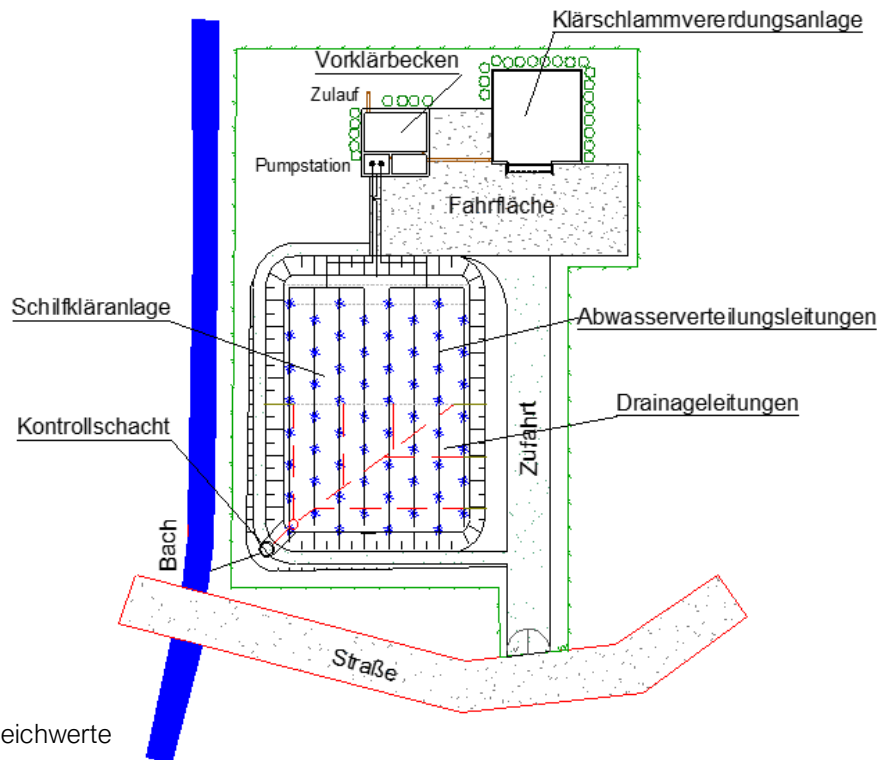 Klärschlammvererdungsanlage
Vorklärbecken
Zulauf
Pumpstation
Fahrfläche
Schilfkläranlage
Abwasserverteilungsleitungen
Drainageleitungen
Kontrollschacht
Zufahrt
Bach
Straße
eichwerte